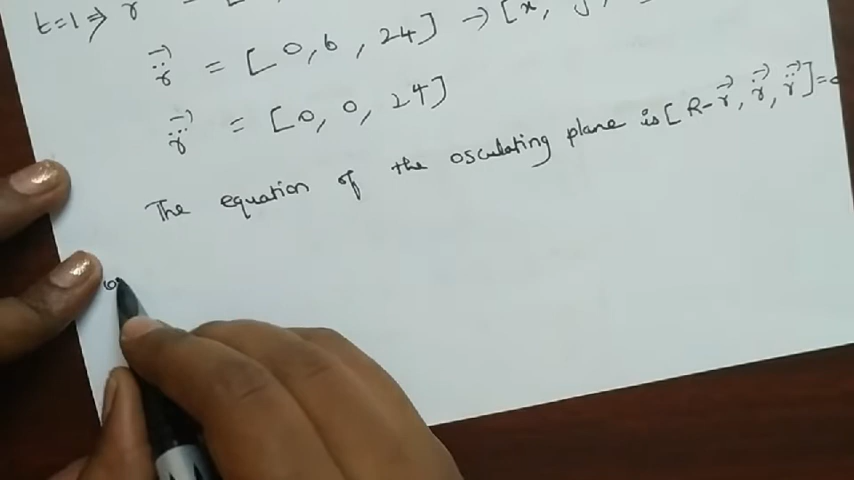 t=1 ⇒ r⃗ = [
r̈⃗ = [0, 6, 24] → [x, y,
r̈⃗ = [0, 0, 24]
The equation of the osculating plane is [R-r⃗, ṙ⃗, r̈⃗]=0